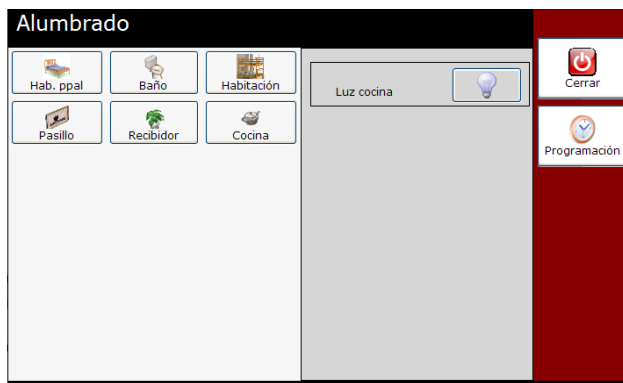 Alumbrado
Hab. ppal
Baño
Habitación
Pasillo
Recibidor
Cocina
Luz cocina
Cerrar
Programación